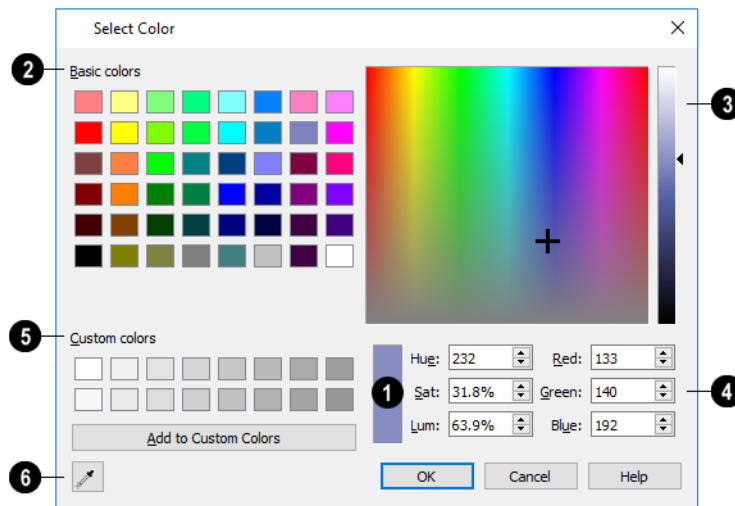 Select Color
2
Basic colors
3
5
Custom colors
1
Hue: 232
Red: 133
Sat: 31.8%
Green: 140
4
Lum: 63.9%
Blue: 192
Add to Custom Colors
6
OK
Cancel
Help